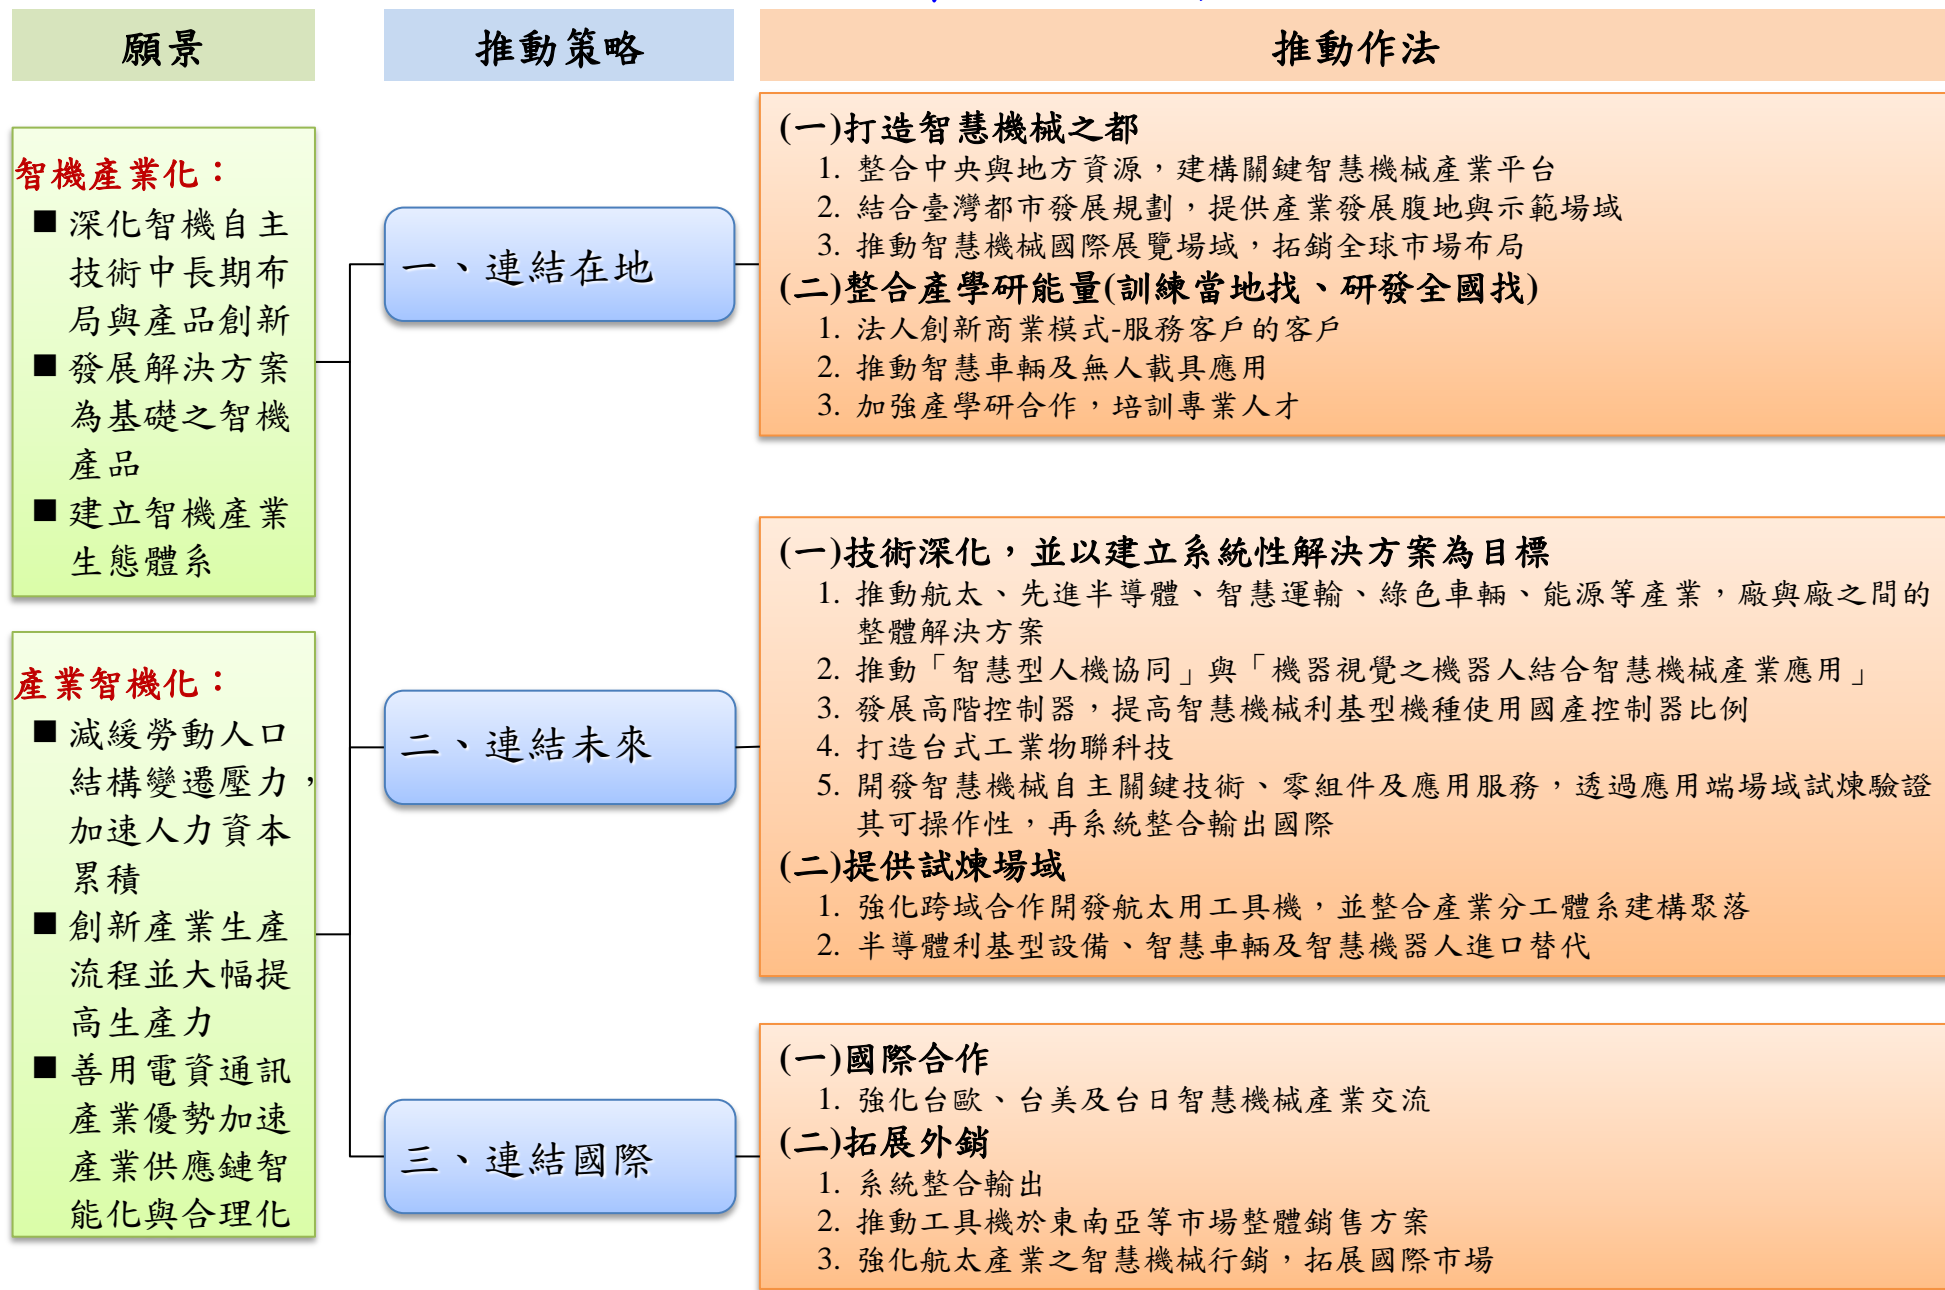 願景
推動策略
推動作法
智機產業化：
■ 深化智機自主
技術中長期布
局與產品創新
■ 發展解決方案
為基礎之智機
產品
■ 建立智機產業
生態體系
產業智機化：
■ 減緩勞動人口
結構變遷壓力，
加速人力資本
累積
■ 創新產業生產
流程並大幅提
高生產力
■ 善用電資通訊
產業優勢加速
產業供應鏈智
能化與合理化
一、連結在地
(一)打造智慧機械之都
1. 整合中央與地方資源，建構關鍵智慧機械產業平台
2. 結合臺灣都市發展規劃，提供產業發展腹地與示範場域
3. 推動智慧機械國際展覽場域，拓銷全球市場布局
(二)整合產學研能量(訓練當地找、研發全國找)
1. 法人創新商業模式-服務客戶的客戶
2. 推動智慧車輛及無人載具應用
3. 加強產學研合作，培訓專業人才
二、連結未來
(一)技術深化，並以建立系統性解決方案為目標
1. 推動航太、先進半導體、智慧運輸、綠色車輛、能源等產業，廠與廠之間的
整體解決方案
2. 推動「智慧型人機協同」與「機器視覺之機器人結合智慧機械產業應用」
3. 發展高階控制器，提高智慧機械利基型機種使用國產控制器比例
4. 打造台式工業物聯科技
5. 開發智慧機械自主關鍵技術、零組件及應用服務，透過應用端場域試煉驗證
其可操作性，再系統整合輸出國際
(二)提供試煉場域
1. 強化跨域合作開發航太用工具機，並整合產業分工體系建構聚落
2. 半導體利基型設備、智慧車輛及智慧機器人進口替代
三、連結國際
(一)國際合作
1. 強化台歐、台美及台日智慧機械產業交流
(二)拓展外銷
1. 系統整合輸出
2. 推動工具機於東南亞等市場整體銷售方案
3. 強化航太產業之智慧機械行銷，拓展國際市場